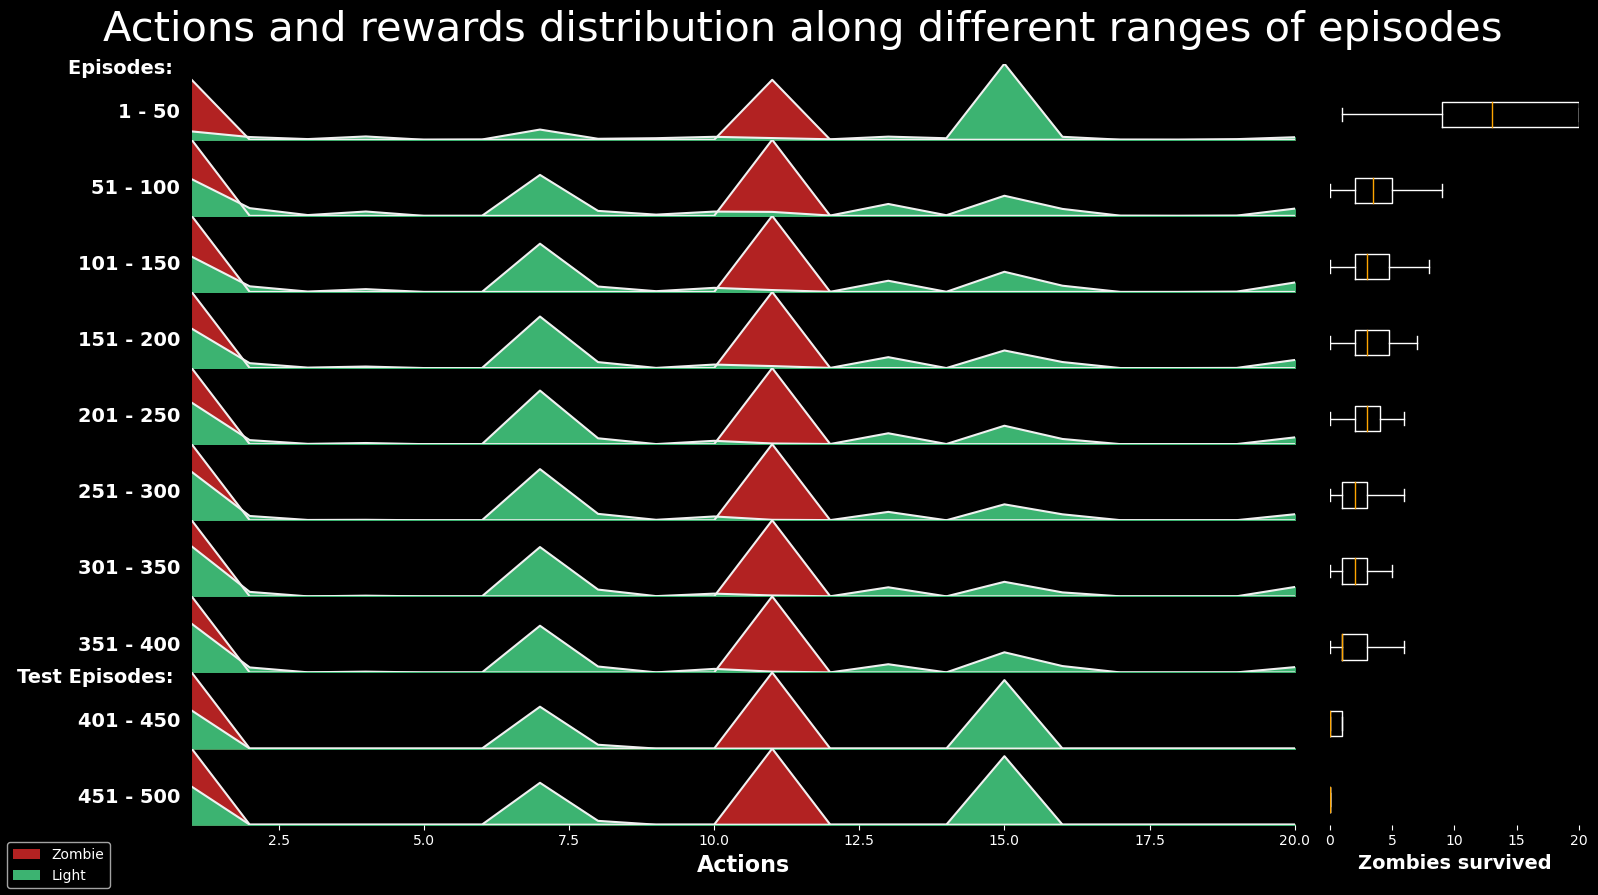 Actions and rewards distribution along different ranges of episodes
Episodes:
1 - 50
51 - 100
101 - 150
151 - 200
201 - 250
251 - 300
301 - 350
351 - 400
Test Episodes:
401 - 450
451 - 500
2.5 5.0 7.5 10.0 12.5 15.0 17.5 20.0
0 5 10 15 20
Actions
Zombies survived
Zombie
Light